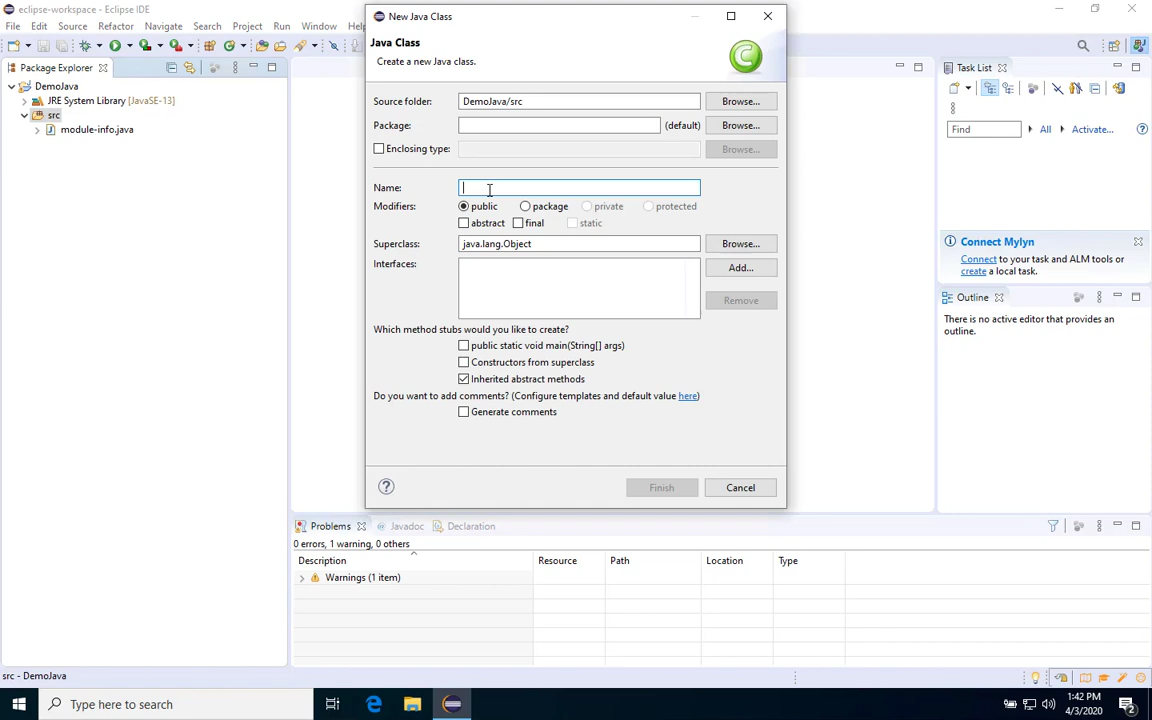 eclipse-workspace - Eclipse IDE
File Edit Source Refactor Navigate Search Project Run Window Help
Package Explorer
DemoJava
JRE System Library [JavaSE-13]
src
module-info.java
New Java Class
Java Class
Create a new Java class.
C
Source folder: DemoJava/src Browse...
Package: (default) Browse...
Enclosing type: Browse...
Name:
Modifiers: public package private protected
abstract final static
Superclass: java.lang.Object Browse...
Interfaces: Add...
Remove
Which method stubs would you like to create?
public static void main(String[] args)
Constructors from superclass
Inherited abstract methods
Do you want to add comments? (Configure templates and default value here)
Generate comments
? Finish Cancel
Task List
Find All Activate... ?
Connect Mylyn
Connect to your task and ALM tools or
create a local task.
Outline
There is no active editor that provides an
outline.
Problems @ Javadoc Declaration
0 errors, 1 warning, 0 others
Description Resource Path Location Type
Warnings (1 item)
src - DemoJava
Type here to search
1:42 PM
4/3/2020
2